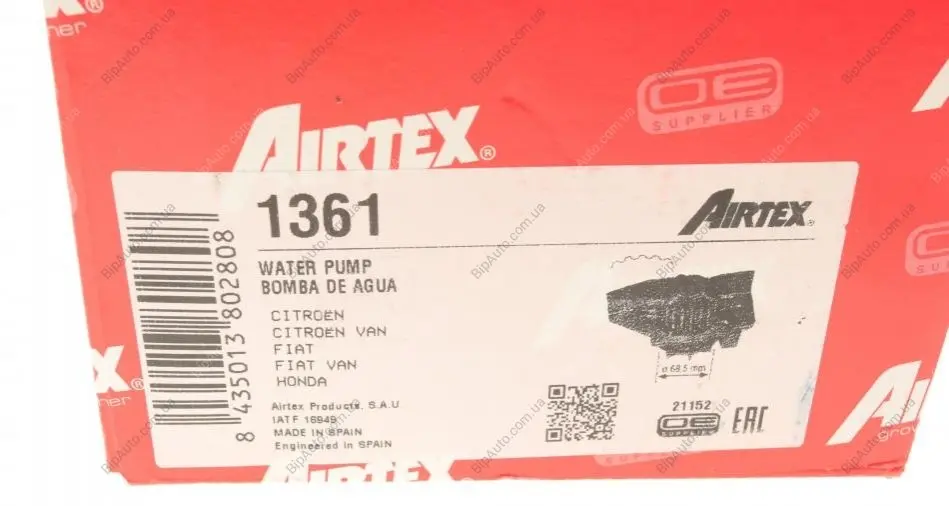 AIRTEX®
OE
SUPPLIER
1361
AIRTEX®
WATER PUMP
BOMBA DE AGUA
CITROEN
CITROEN VAN
FIAT
FIAT VAN
HONDA
ø 68,5 mm
Airtex Products, S.A.U
IATF 16949
MADE IN SPAIN
Engineered in SPAIN
21152
OE
SUPPLIER
EAC
8 435013 802808
AIRTEX
BipAuto.com.ua